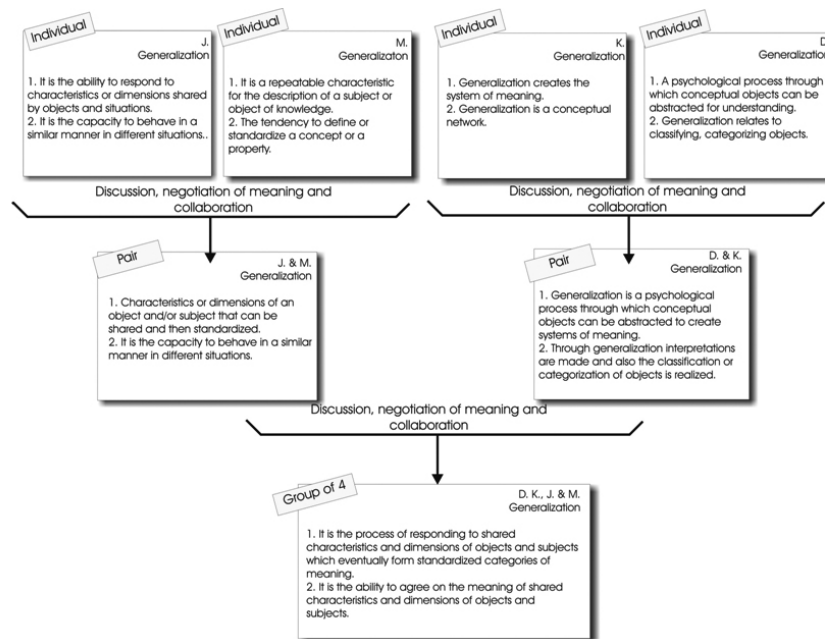 Individual
J.
Generalization
1. It is the ability to respond to
characteristics or dimensions shared
by objects and situations.
2. It is the capacity to behave in a
similar manner in different situations..
Individual
M.
Generalizaton
1. It is a repeatable characteristic
for the description of a subject or
object of knowledge.
2. The tendency to define or
standardize a concept or a
property.
Individual
K.
Generalization
1. Generalization creates the
system of meaning.
2. Generalization is a conceptual
network.
Individual
D.
Generalization
1. A psychological process through
which conceptual objects can be
abstracted for understanding.
2. Generalization relates to
classifying, categorizing objects.
Discussion, negotiation of meaning and
collaboration
Discussion, negotiation of meaning and
collaboration
Pair
J. & M.
Generalization
1. Characteristics or dimensions of an
object and/or subject that can be
shared and then standardized.
2. It is the capacity to behave in a similar
manner in different situations.
Pair
D. & K.
Generalization
1. Generalization is a psychological
process through which conceptual
objects can be abstracted to create
systems of meaning.
2. Through generalization interpretations
are made and also the classification or
categorization of objects is realized.
Discussion, negotiation of meaning and
collaboration
Group of 4
D. K., J. & M.
Generalization
1. It is the process of responding to shared
characteristics and dimensions of objects and subjects
which eventually form standardized categories of
meaning.
2. It is the ability to agree on the meaning of shared
characteristics and dimensions of objects and
subjects.